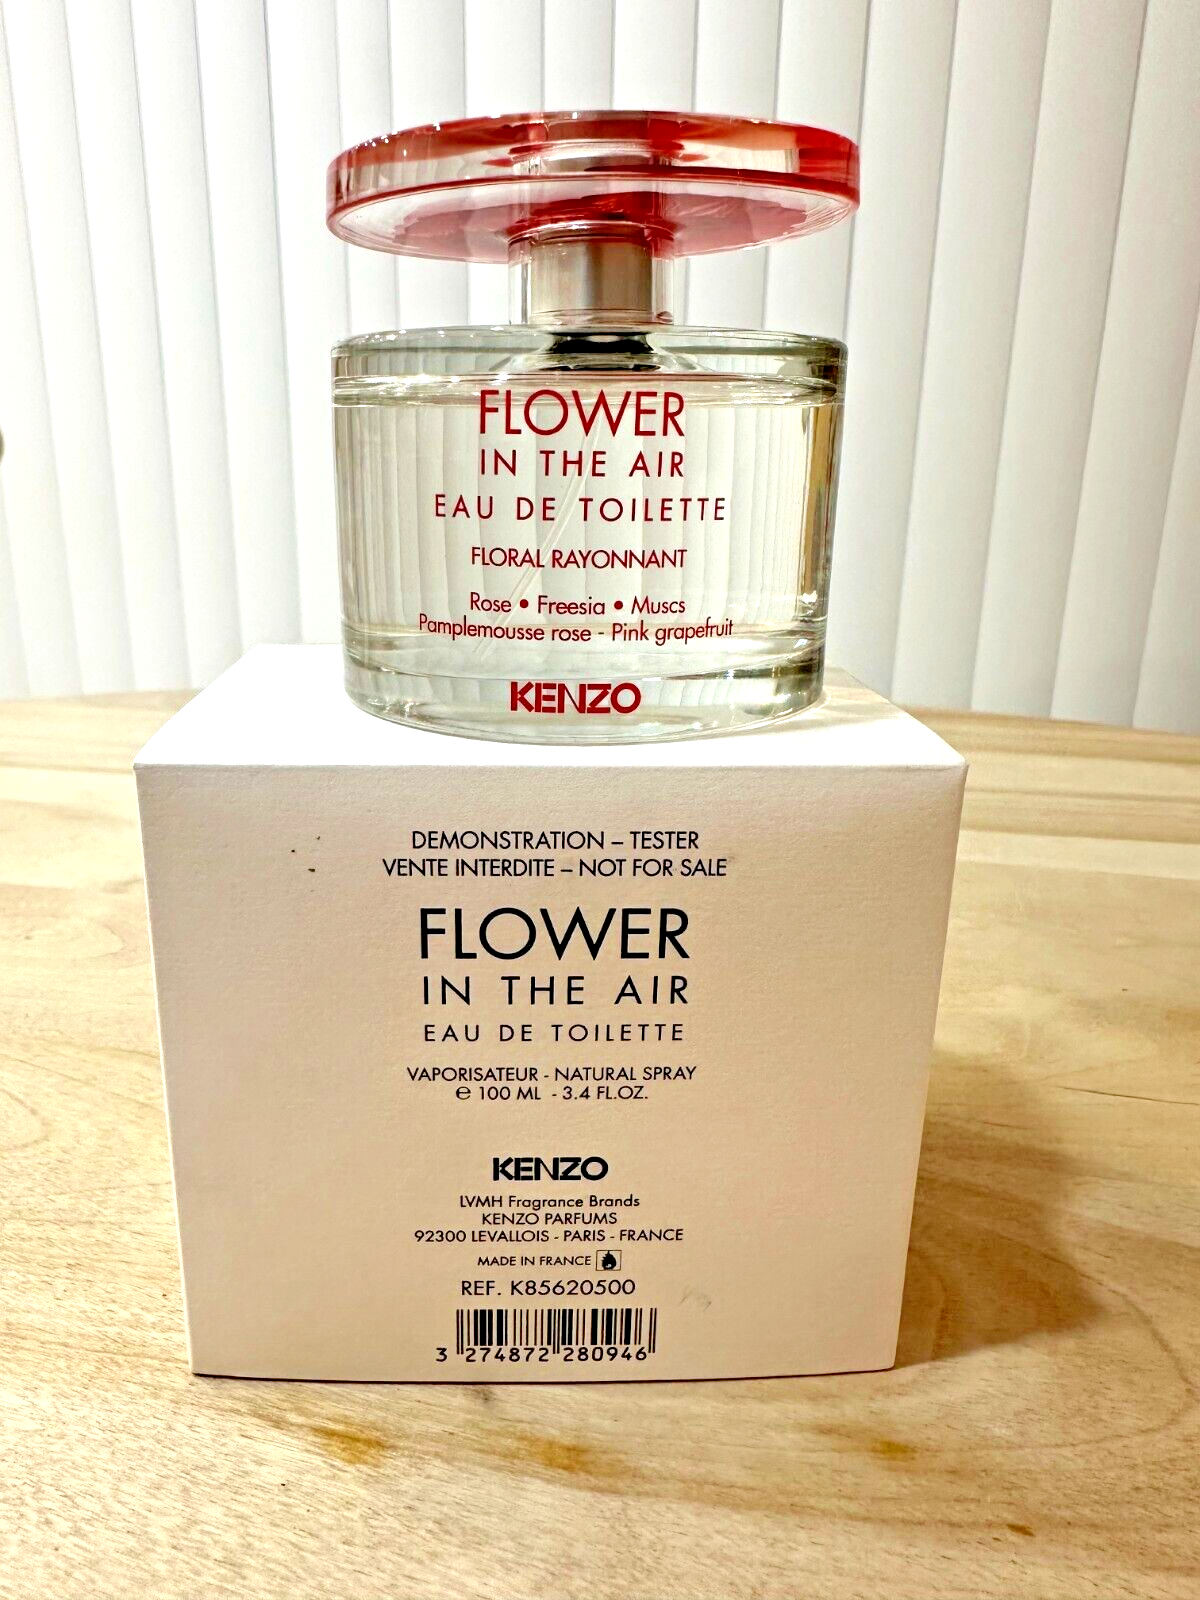 FLOWER
IN THE AIR
EAU DE TOILETTE
FLORAL RAYONNANT
Rose • Freesia • Muscs
Pamplemousse rose - Pink grapefruit
KENZO
DEMONSTRATION – TESTER
VENTE INTERDITE – NOT FOR SALE
FLOWER
IN THE AIR
EAU DE TOILETTE
VAPORISATEUR - NATURAL SPRAY
℮ 100 ML - 3.4 FL.OZ.
KENZO
LVMH Fragrance Brands
KENZO PARFUMS
92300 LEVALLOIS - PARIS - FRANCE
MADE IN FRANCE
REF. K85620500
3 274872 280946